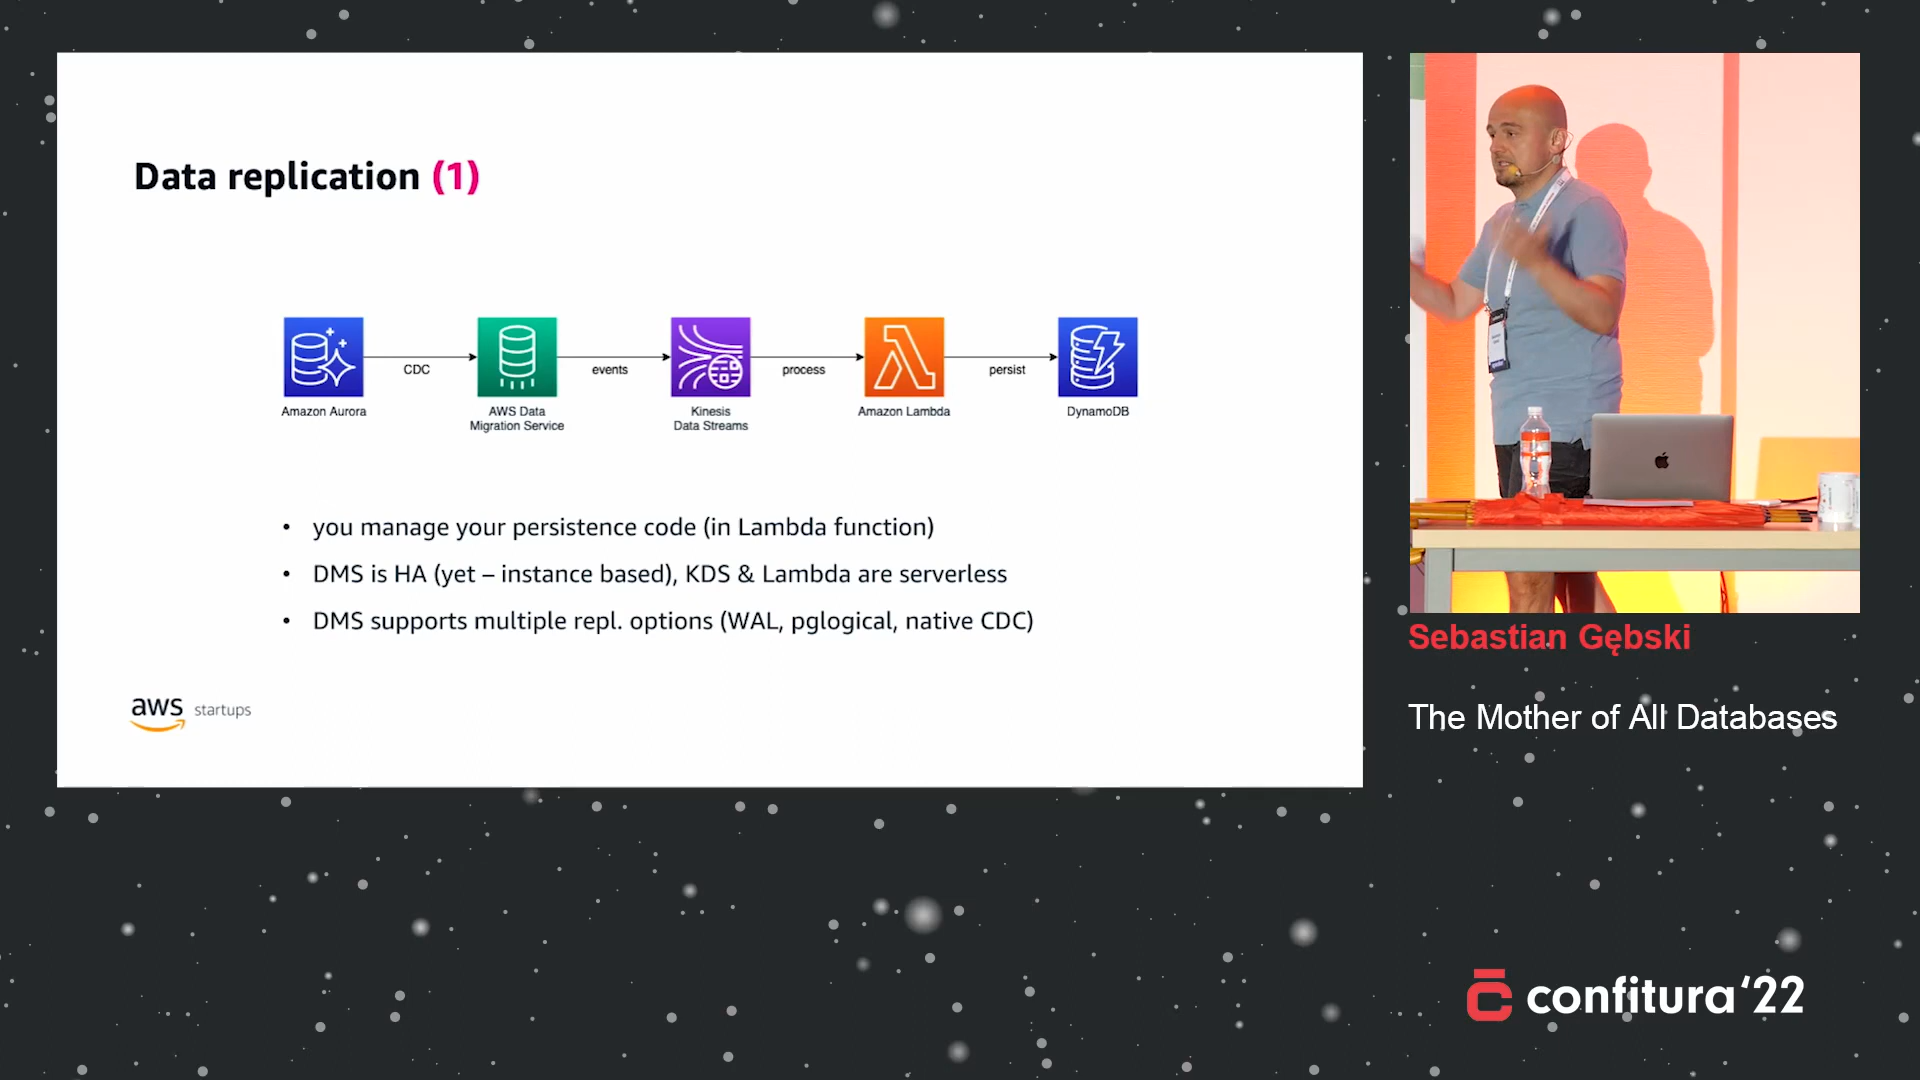 Data replication (1)
CDC
events
process
persist
Amazon Aurora
AWS Data
Migration Service
Kinesis
Data Streams
Amazon Lambda
DynamoDB
• you manage your persistence code (in Lambda function)
• DMS is HA (yet – instance based), KDS & Lambda are serverless
• DMS supports multiple repl. options (WAL, pglogical, native CDC)
aws startups
Sebastian Gębski
The Mother of All Databases
confitura‘22